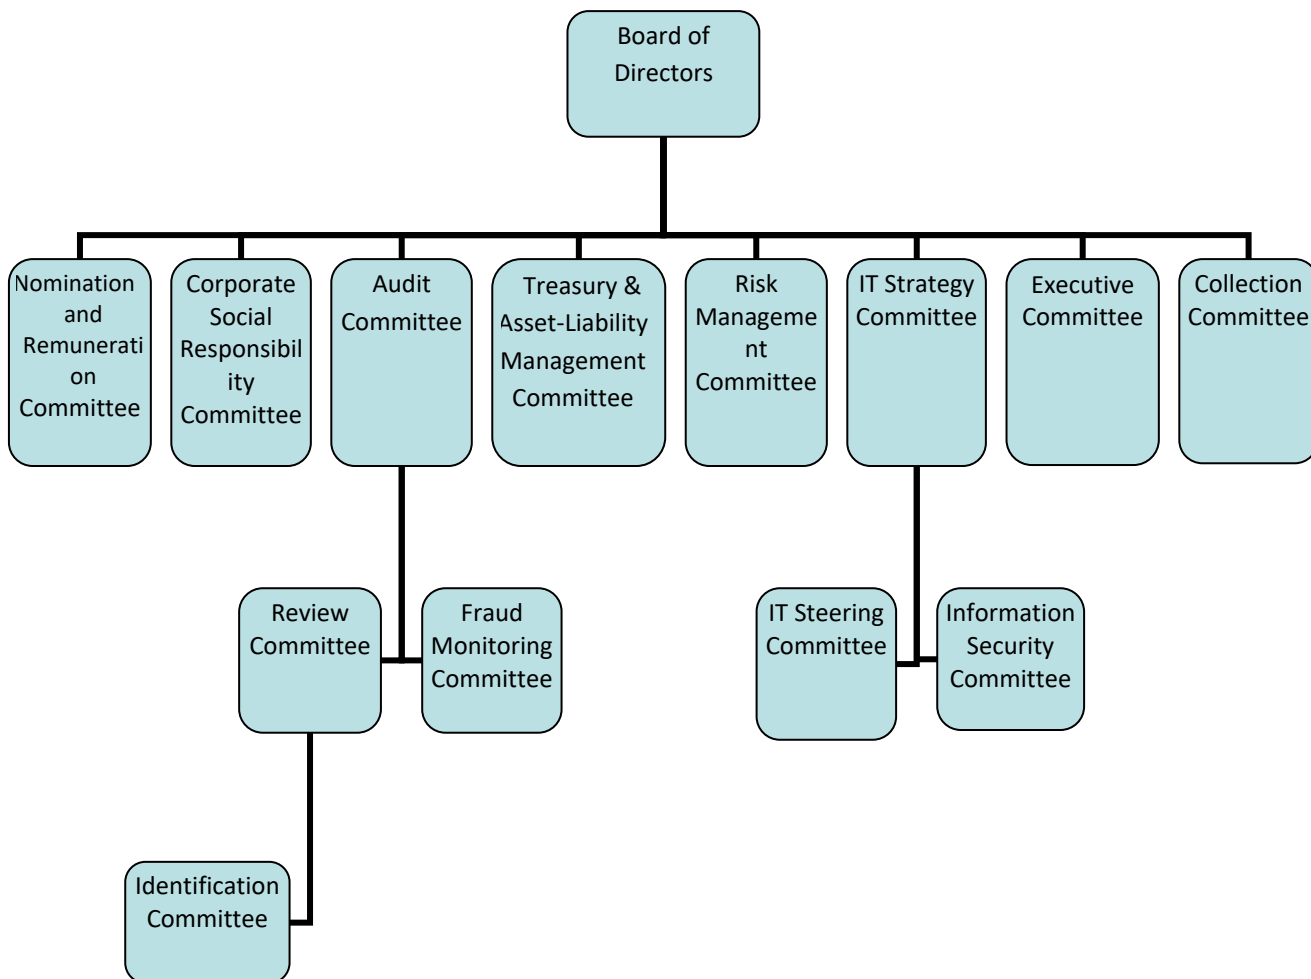 Board of
Directors
Nomination
and
Remunerati
on
Committee
Corporate
Social
Responsibil
ity
Committee
Audit
Committee
Treasury &
Asset-Liability
Management
Committee
Risk
Manageme
nt
Committee
IT Strategy
Committee
Executive
Committee
Collection
Committee
Review
Committee
Fraud
Monitoring
Committee
IT Steering
Committee
Information
Security
Committee
Identification
Committee